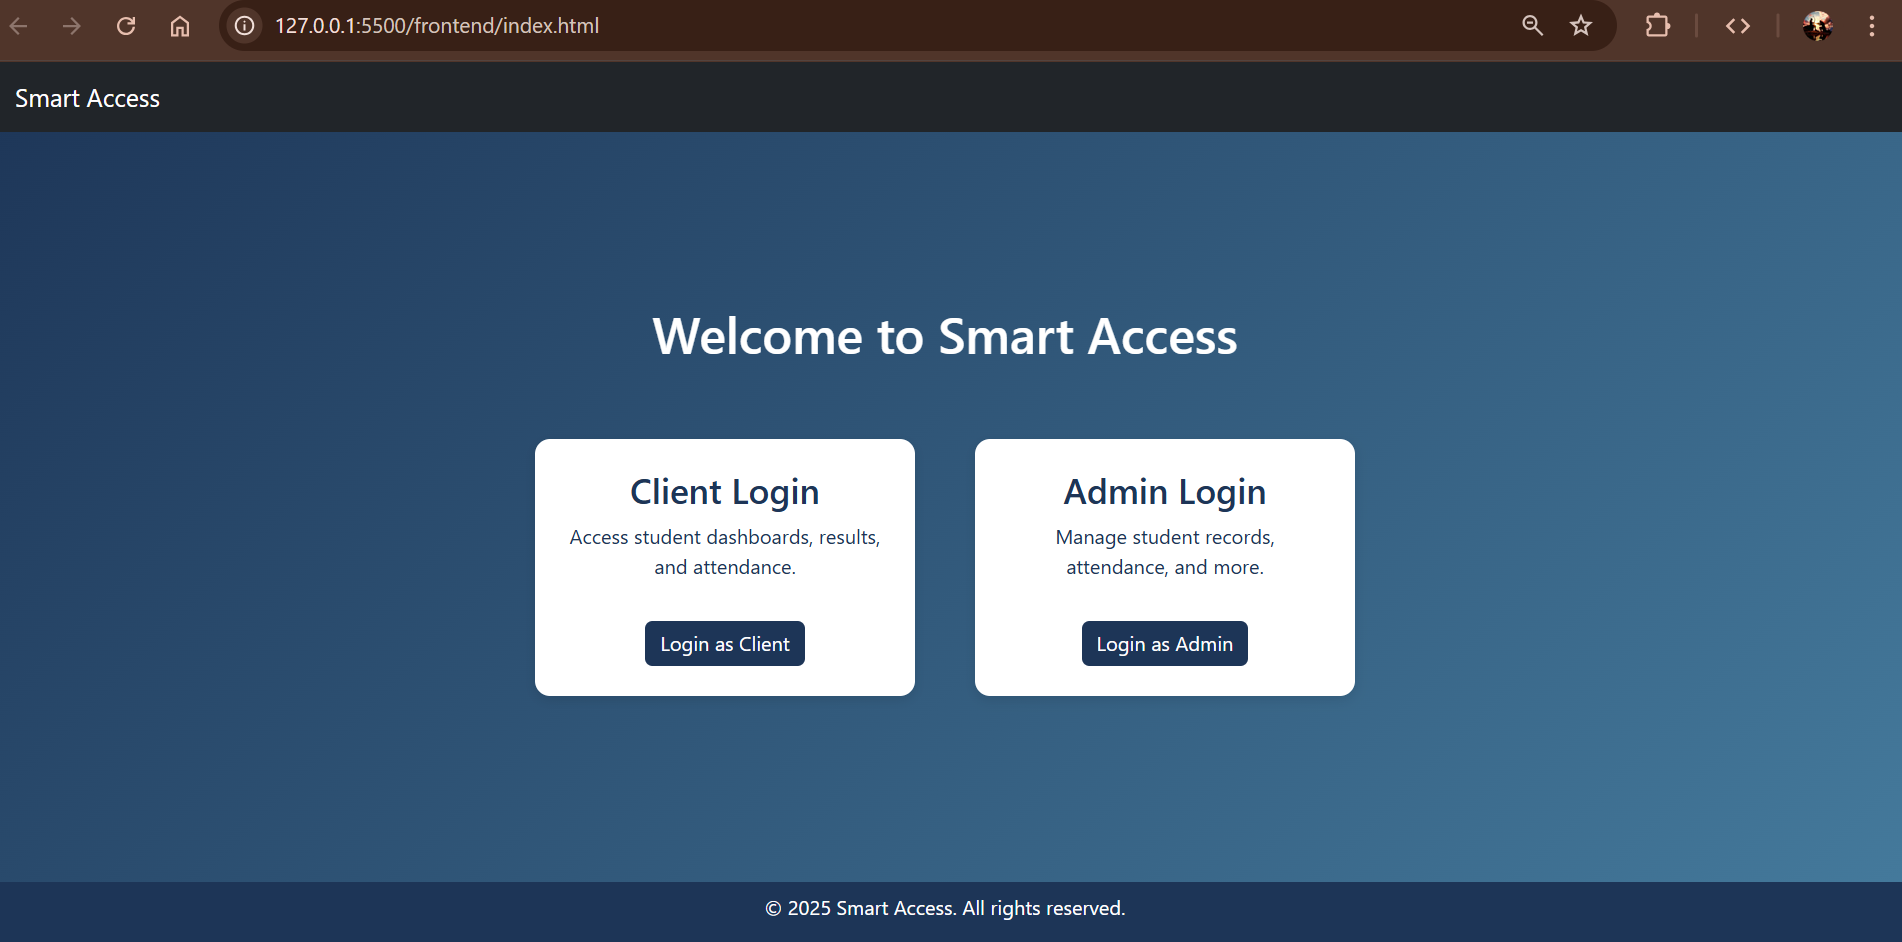 127.0.0.1:5500/frontend/index.html
Smart Access
Welcome to Smart Access
Client Login
Access student dashboards, results,
and attendance.
Login as Client
Admin Login
Manage student records,
attendance, and more.
Login as Admin
© 2025 Smart Access. All rights reserved.